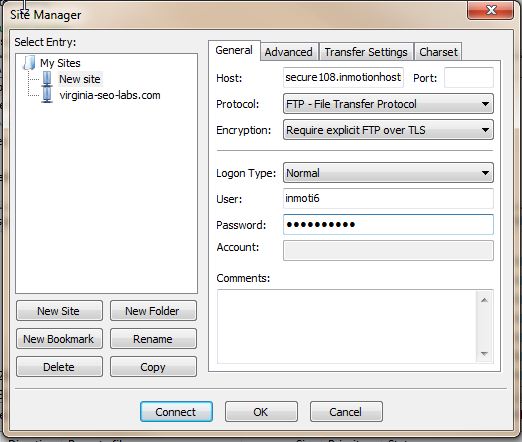 Site Manager
Select Entry:
My Sites
New site
virginia-seo-labs.com
New Site
New Folder
New Bookmark
Rename
Delete
Copy
General
Advanced
Transfer Settings
Charset
Host:
secure108.inmotionhost
Port:
Protocol:
FTP - File Transfer Protocol
Encryption:
Require explicit FTP over TLS
Logon Type:
Normal
User:
inmoti6
Password:
●●●●●●●●●●
Account:
Comments:
Connect
OK
Cancel